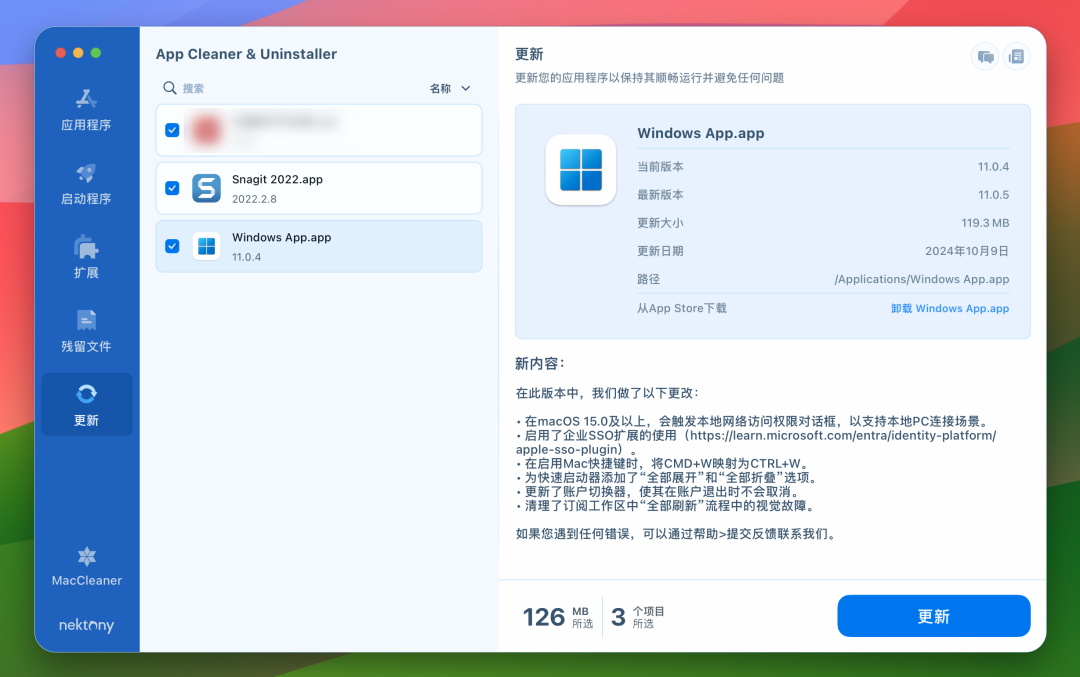 应用程序
启动程序
扩展
残留文件
更新
MacCleaner
nektony
App Cleaner & Uninstaller
搜索
名称
Snagit 2022.app
2022.2.8
Windows App.app
11.0.4
更新
更新您的应用程序以保持其顺畅运行并避免任何问题
Windows App.app
当前版本 11.0.4
最新版本 11.0.5
更新大小 119.3 MB
更新日期 2024年10月9日
路径 /Applications/Windows App.app
从App Store下载 卸载 Windows App.app
新内容：
在此版本中，我们做了以下更改：
• 在macOS 15.0及以上，会触发本地网络访问权限对话框，以支持本地PC连接场景。
• 启用了企业SSO扩展的使用（https://learn.microsoft.com/entra/identity-platform/
apple-sso-plugin）。
• 在启用Mac快捷键时，将CMD+W映射为CTRL+W。
• 为快速启动器添加了“全部展开”和“全部折叠”选项。
• 更新了账户切换器，使其在账户退出时不会取消。
• 清理了订阅工作区中“全部刷新”流程中的视觉故障。
如果您遇到任何错误，可以通过帮助>提交反馈联系我们。
126 MB 所选
3 个项目 所选
更新